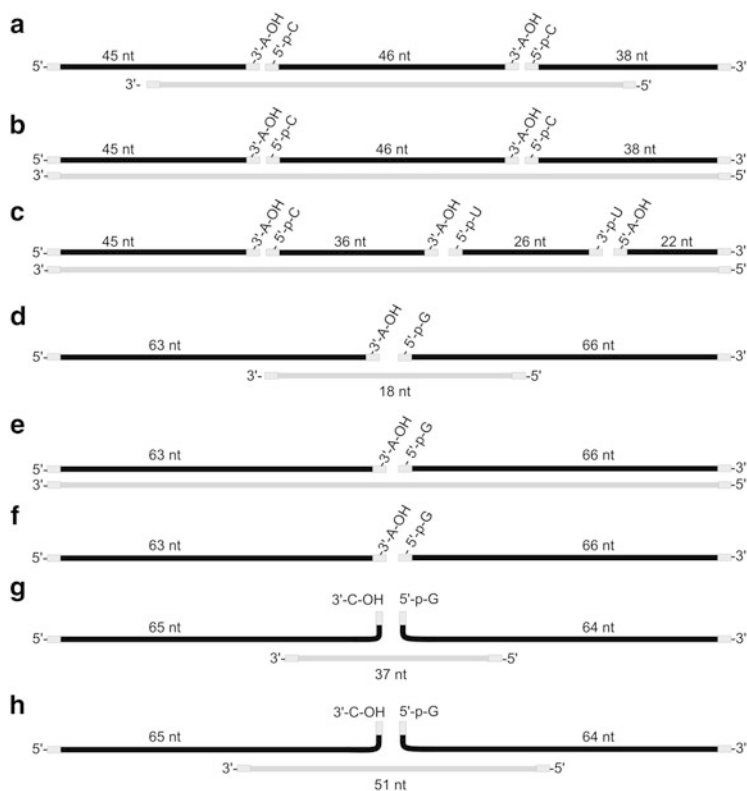 a
45 nt 3'-A-OH 5'-p-C 46 nt 3'-A-OH 5'-p-C 38 nt
5'- -3'
3'- -5'
b
45 nt 3'-A-OH 5'-p-C 46 nt 3'-A-OH 5'-p-C 38 nt
5'- -3'
3'- -5'
c
45 nt 3'-A-OH 5'-p-C 36 nt 3'-A-OH 5'-p-U 26 nt 3'-p-U 5'-A-OH 22 nt
5'- -3'
3'- -5'
d
63 nt 3'-A-OH 5'-p-G 66 nt
5'- -3'
3'- -5'
18 nt
e
63 nt 3'-A-OH 5'-p-G 66 nt
5'- -3'
3'- -5'
f
63 nt 3'-A-OH 5'-p-G 66 nt
5'- -3'
g
3'-C-OH 5'-p-G
65 nt 64 nt
5'- -3'
3'- -5'
37 nt
h
3'-C-OH 5'-p-G
65 nt 64 nt
5'- -3'
3'- -5'
51 nt